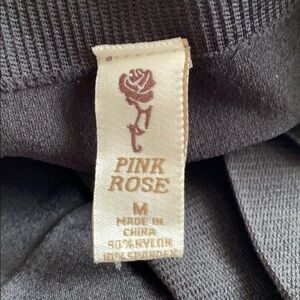 PINK
ROSE
M
MADE IN
CHINA
90% NYLON
10% SPANDEX